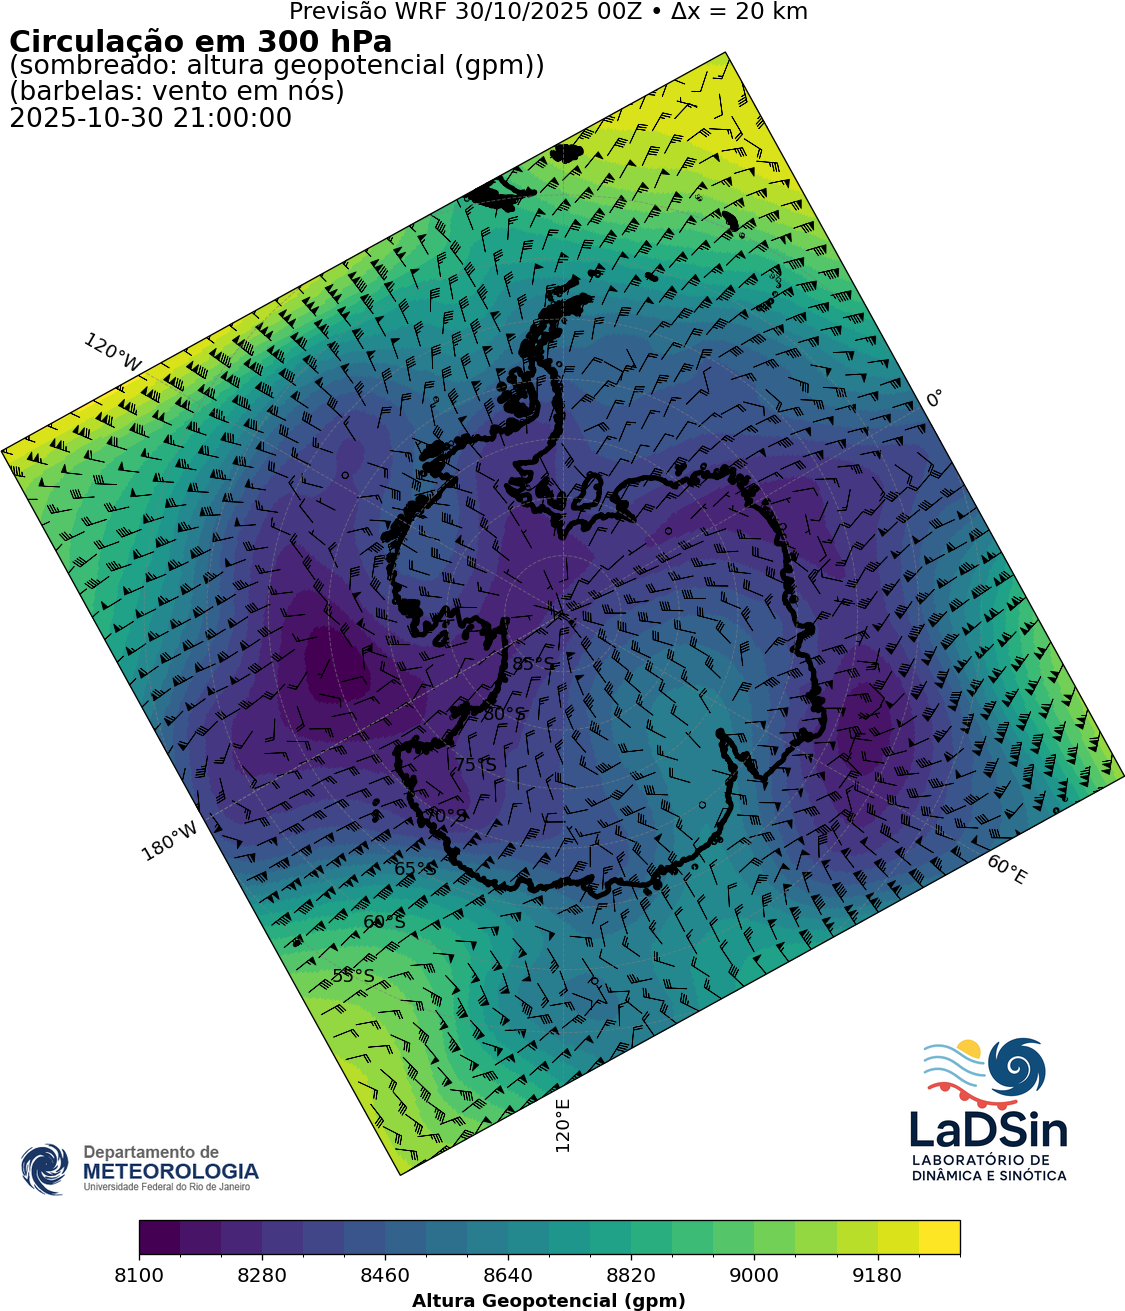 Previsão WRF 30/10/2025 00Z • Δx = 20 km
Circulação em 300 hPa
(sombreado: altura geopotencial (gpm))
(barbelas: vento em nós)
2025-10-30 21:00:00
120°W
0°
85°S
80°S
75°S
70°S
180°W
65°S
60°E
60°S
55°S
120°E
LaDSin
LABORATÓRIO DE
DINÂMICA E SINÓTICA
Departamento de
METEOROLOGIA
Universidade Federal do Rio de Janeiro
8100 8280 8460 8640 8820 9000 9180
Altura Geopotencial (gpm)